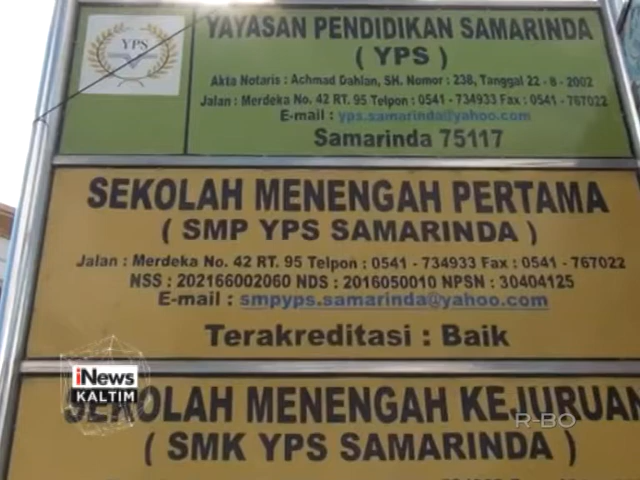 YPS
YAYASAN PENDIDIKAN SAMARINDA
( YPS )
Akta Notaris : Achmad Dahlan, SH. Nomor : 238, Tanggal 22 - 8 - 2002
Jalan : Merdeka No. 42 RT. 95 Telpon : 0541 - 734933 Fax : 0541 - 767022
E-mail : yps.samarinda@yahoo.com
Samarinda 75117
SEKOLAH MENENGAH PERTAMA
( SMP YPS SAMARINDA )
Jalan : Merdeka No. 42 RT. 95 Telpon : 0541 - 734933 Fax : 0541 - 767022
NSS : 202166002060 NDS : 2016050010 NPSN : 30404125
E-mail : smpyps.samarinda@yahoo.com
Terakreditasi : Baik
iNews
KALTIM
SEKOLAH MENENGAH KEJURUAN
R-BO
( SMK YPS SAMARINDA )